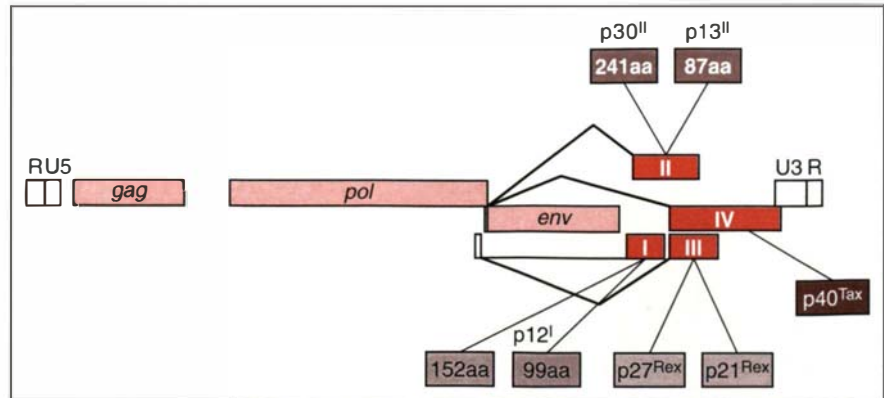 p30II p13II
241aa 87aa
RU5 II U3 R
gag pol
env IV
I III
p40Tax
p12I
152aa 99aa p27Rex p21Rex